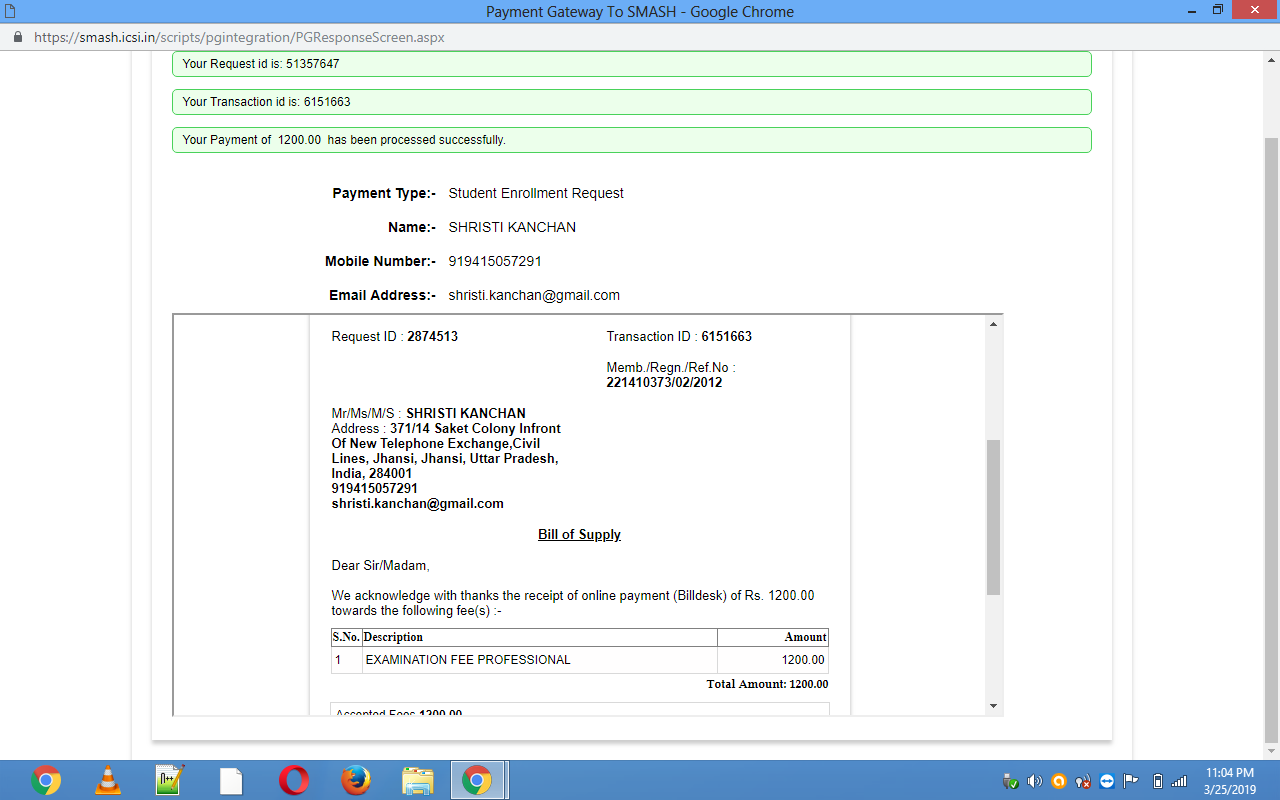 Payment Gateway To SMASH - Google Chrome
https://smash.icsi.in/scripts/pgintegration/PGResponseScreen.aspx
Your Request id is: 51357647
Your Transaction id is: 6151663
Your Payment of 1200.00 has been processed successfully.
Payment Type:- Student Enrollment Request
Name:- SHRISTI KANCHAN
Mobile Number:- 919415057291
Email Address:- shristi.kanchan@gmail.com
Request ID : 2874513 Transaction ID : 6151663
Memb./Regn./Ref.No :
221410373/02/2012
Mr/Ms/M/S : SHRISTI KANCHAN
Address : 371/14 Saket Colony Infront
Of New Telephone Exchange,Civil
Lines, Jhansi, Jhansi, Uttar Pradesh,
India, 284001
919415057291
shristi.kanchan@gmail.com
Bill of Supply
Dear Sir/Madam,
We acknowledge with thanks the receipt of online payment (Billdesk) of Rs. 1200.00
towards the following fee(s) :-
S.No. Description Amount
1 EXAMINATION FEE PROFESSIONAL 1200.00
Total Amount: 1200.00
Accepted Fees 1200.00
11:04 PM
3/25/2019